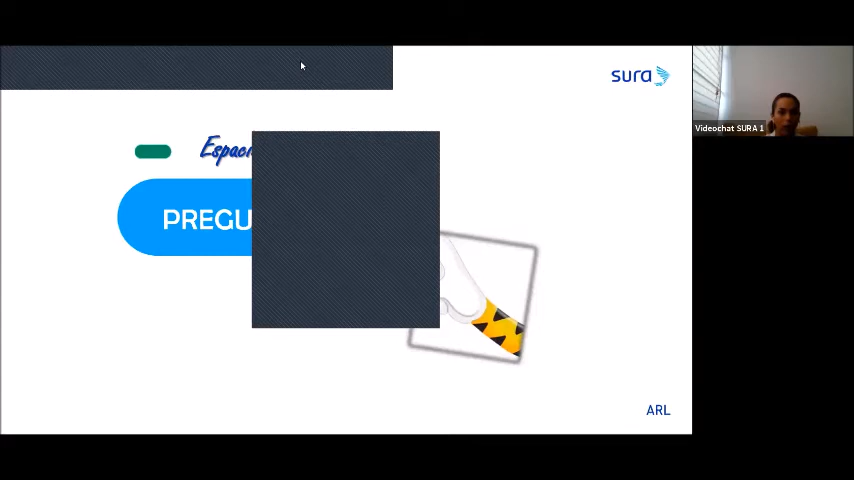 sura
Videochat SURA 1
Espaci
PREGU
ARL